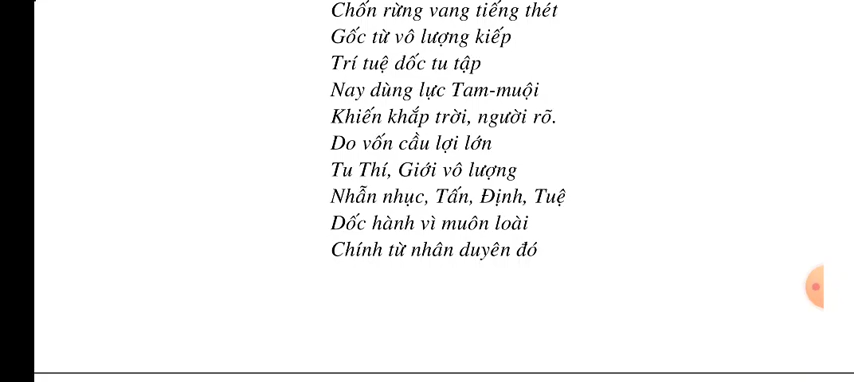 Chốn rừng vang tiếng thét
Gốc từ vô lượng kiếp
Trí tuệ dốc tu tập
Nay dùng lực Tam-muội
Khiến khắp trời, người rõ.
Do vốn cầu lợi lớn
Tu Thí, Giới vô lượng
Nhẫn nhục, Tấn, Định, Tuệ
Dốc hành vì muôn loài
Chính từ nhân duyên đó